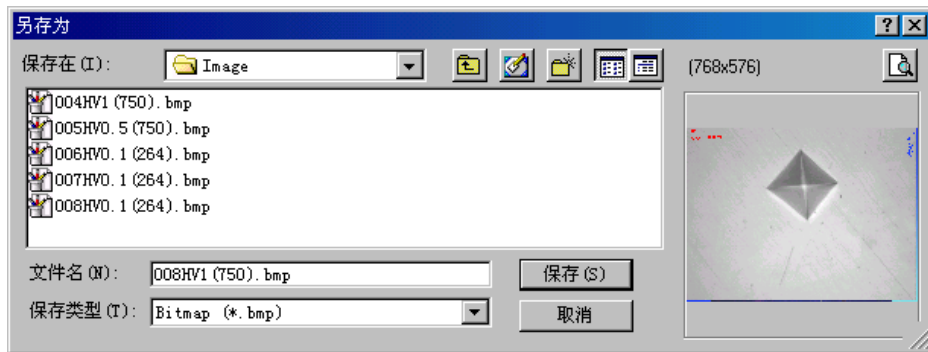 另存为
保存在(I):
Image
(768x576)
004HV1(750).bmp
005HV0.5(750).bmp
006HV0.1(264).bmp
007HV0.1(264).bmp
008HV0.1(264).bmp
文件名(N):
008HV1(750).bmp
保存(S)
保存类型(T):
Bitmap (*.bmp)
取消